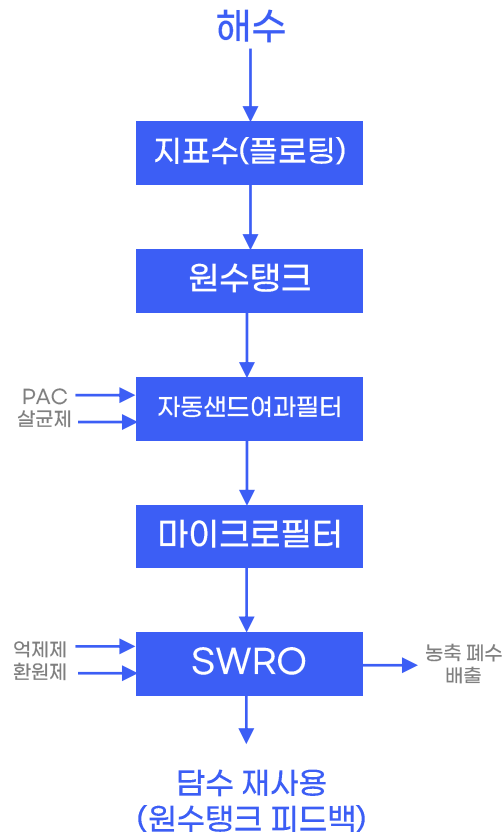 해수
지표수(플로팅)
원수탱크
PAC
살균제
자동샌드여과필터
마이크로필터
억제제
환원제
SWRO
농축 폐수
배출
담수 재사용
(원수탱크 피드백)